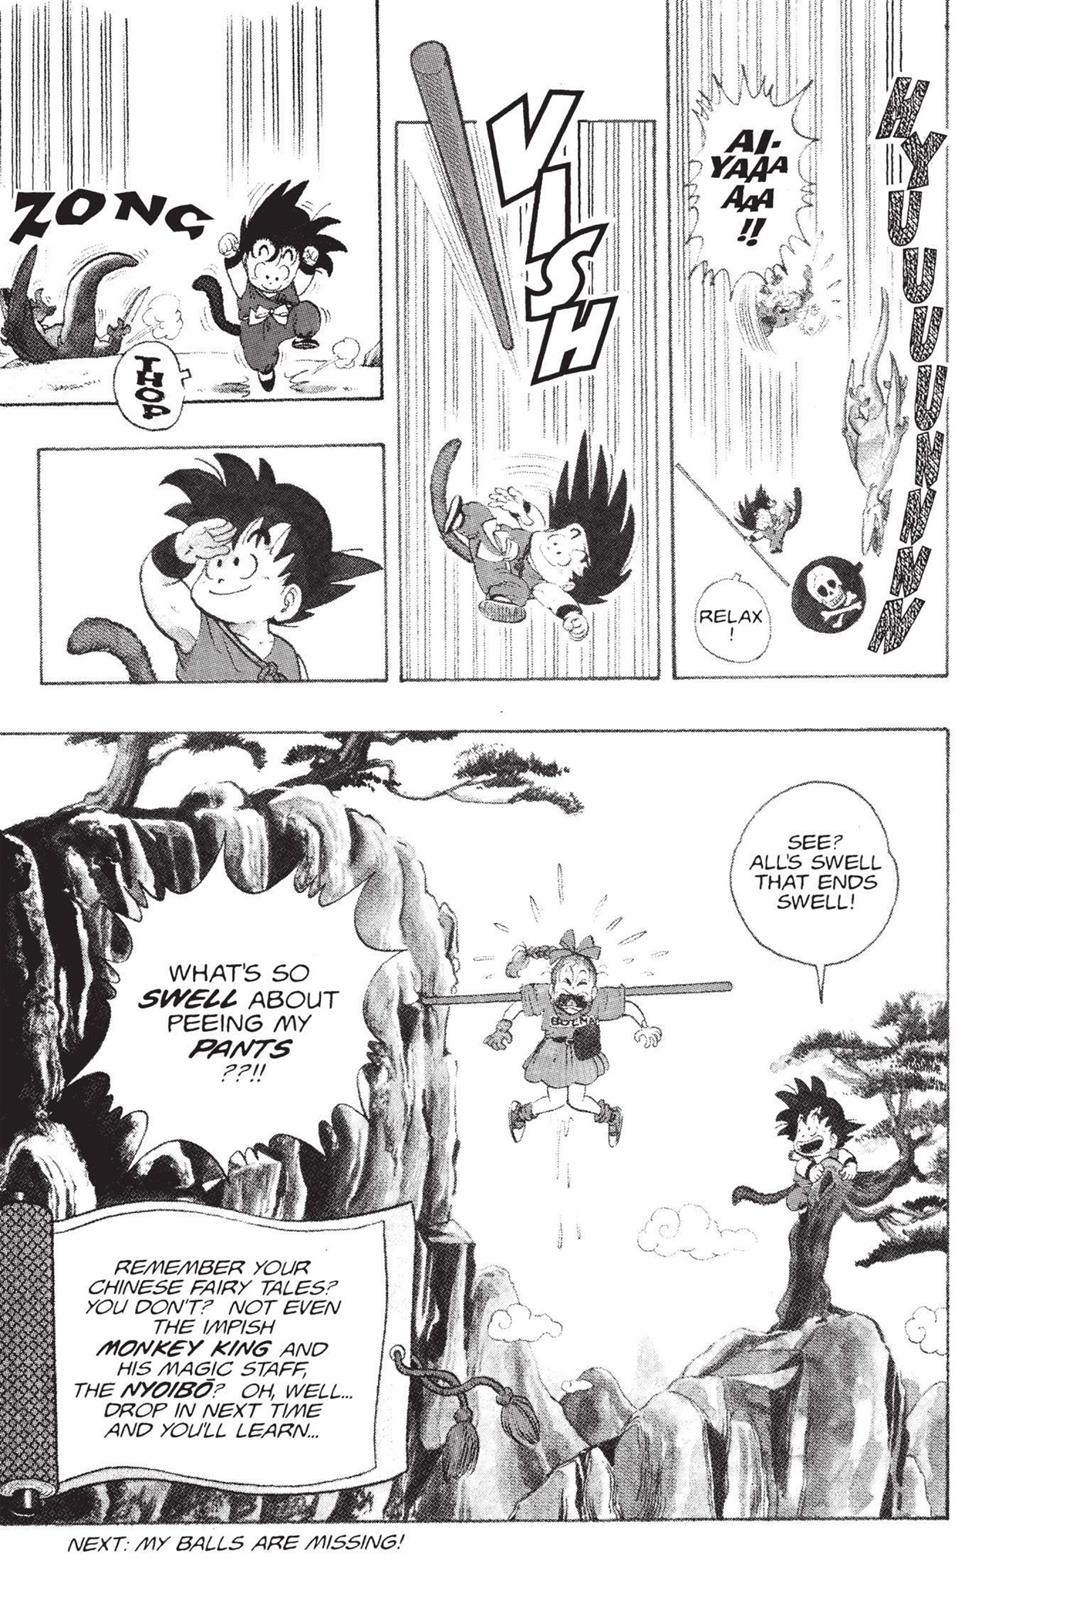 HYUUUUUNNNNN
AI-
YAAA
AAA
!!
RELAX
!
VISH
ZONG
THOP
SEE?
ALL'S SWELL
THAT ENDS
SWELL!
WHAT'S SO
SWELL ABOUT
PEEING MY
PANTS
??!!
BULMA
REMEMBER YOUR
CHINESE FAIRY TALES?
YOU DON'T? NOT EVEN
THE IMPISH
MONKEY KING AND
HIS MAGIC STAFF,
THE NYOIBŌ? OH, WELL...
DROP IN NEXT TIME
AND YOU'LL LEARN...
NEXT: MY BALLS ARE MISSING!